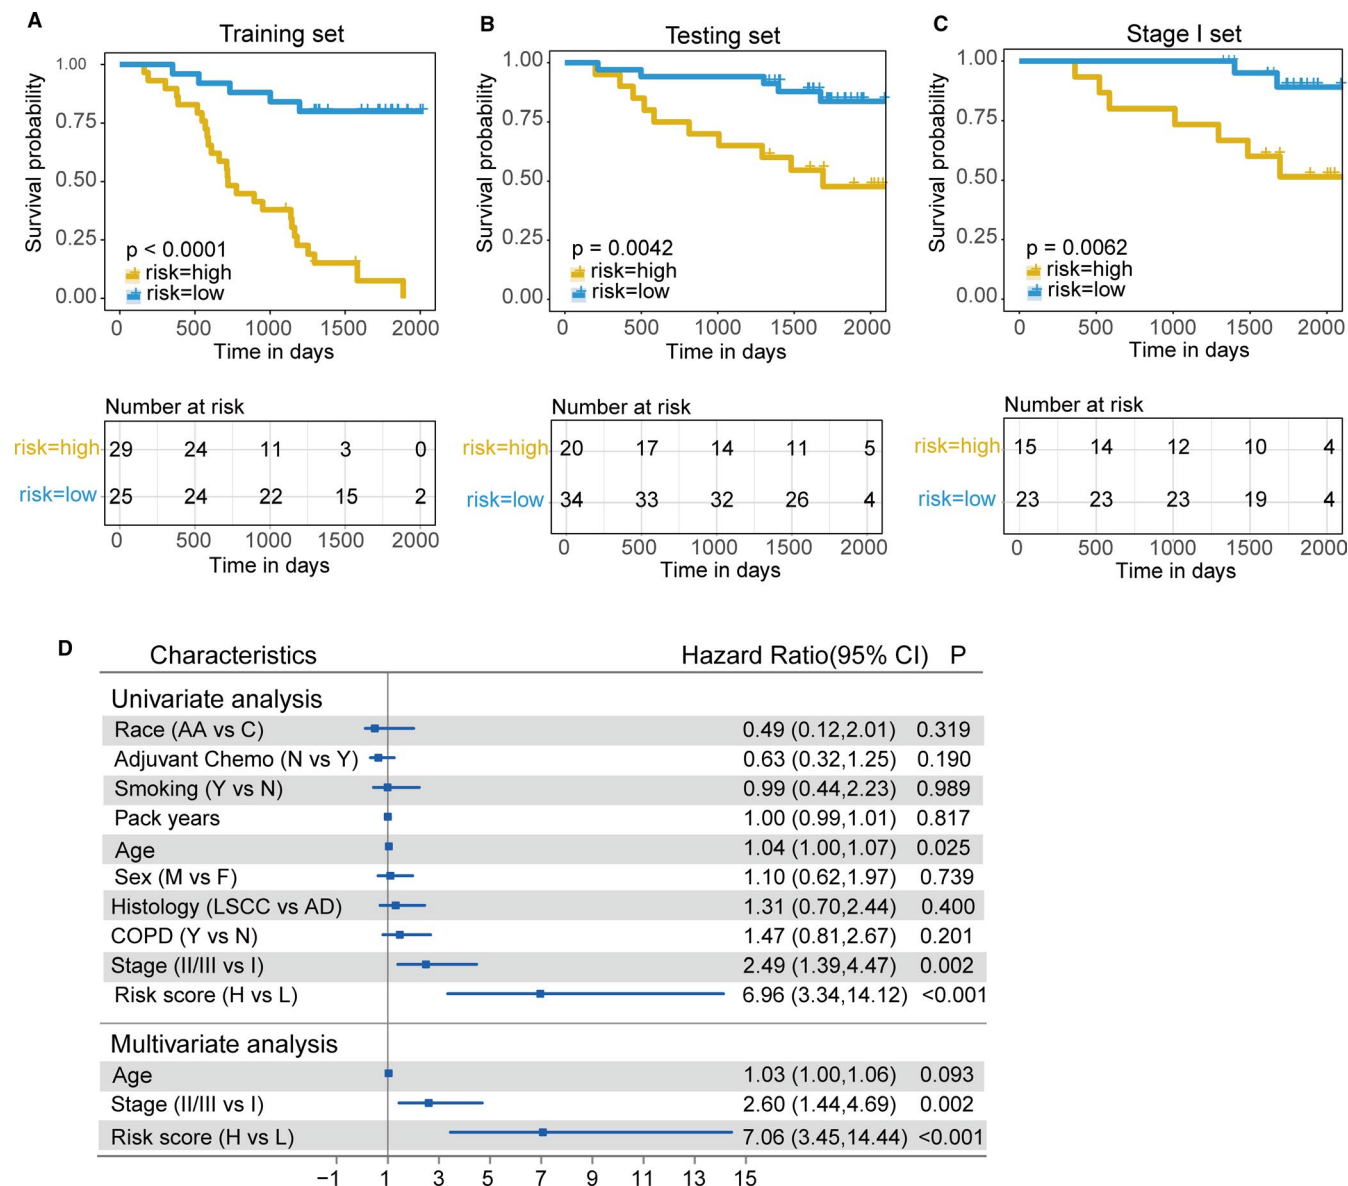 A
Training set
Survival probability
1.00
0.75
0.50
0.25
0.00
p < 0.0001
risk=high
risk=low
0 500 1000 1500 2000
Time in days
Number at risk
risk=high 29 24 11 3 0
risk=low 25 24 22 15 2
0 500 1000 1500 2000
Time in days
B
Testing set
Survival probability
1.00
0.75
0.50
0.25
0.00
p = 0.0042
risk=high
risk=low
0 500 1000 1500 2000
Time in days
Number at risk
risk=high 20 17 14 11 5
risk=low 34 33 32 26 4
0 500 1000 1500 2000
Time in days
C
Stage I set
Survival probability
1.00
0.75
0.50
0.25
0.00
p = 0.0062
risk=high
risk=low
0 500 1000 1500 2000
Time in days
Number at risk
risk=high 15 14 12 10 4
risk=low 23 23 23 19 4
0 500 1000 1500 2000
Time in days
D
Characteristics Hazard Ratio(95% CI) P
Univariate analysis
Race (AA vs C) 0.49 (0.12,2.01) 0.319
Adjuvant Chemo (N vs Y) 0.63 (0.32,1.25) 0.190
Smoking (Y vs N) 0.99 (0.44,2.23) 0.989
Pack years 1.00 (0.99,1.01) 0.817
Age 1.04 (1.00,1.07) 0.025
Sex (M vs F) 1.10 (0.62,1.97) 0.739
Histology (LSCC vs AD) 1.31 (0.70,2.44) 0.400
COPD (Y vs N) 1.47 (0.81,2.67) 0.201
Stage (II/III vs I) 2.49 (1.39,4.47) 0.002
Risk score (H vs L) 6.96 (3.34,14.12) <0.001
Multivariate analysis
Age 1.03 (1.00,1.06) 0.093
Stage (II/III vs I) 2.60 (1.44,4.69) 0.002
Risk score (H vs L) 7.06 (3.45,14.44) <0.001
−1 1 3 5 7 9 11 13 15